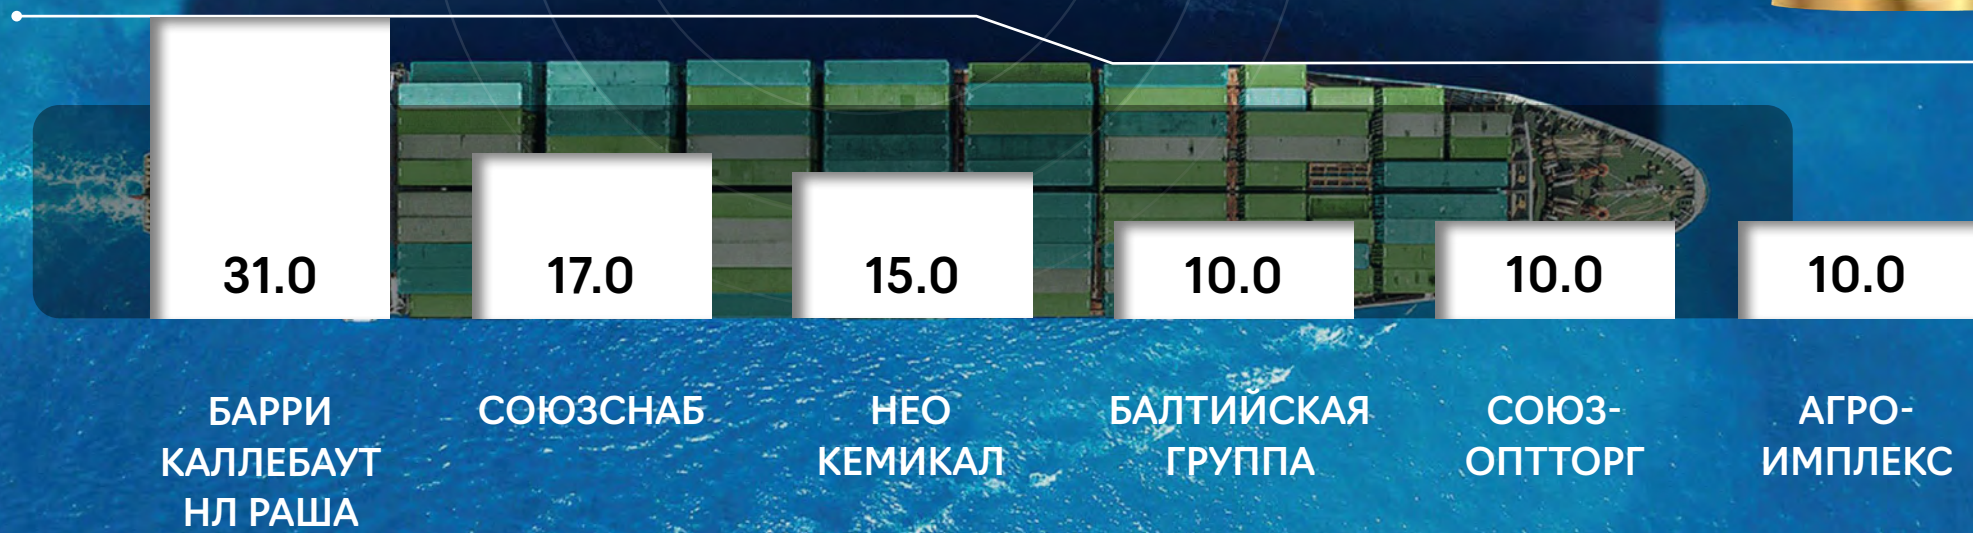 31.0 17.0 15.0 10.0 10.0 10.0
БАРРИ
КАЛЛЕБАУТ
НЛ РАША
СОЮЗСНАБ
НЕО
КЕМИКАЛ
БАЛТИЙСКАЯ
ГРУППА
СОЮЗ-
ОПТТОРГ
АГРО-
ИМПЛЕКС